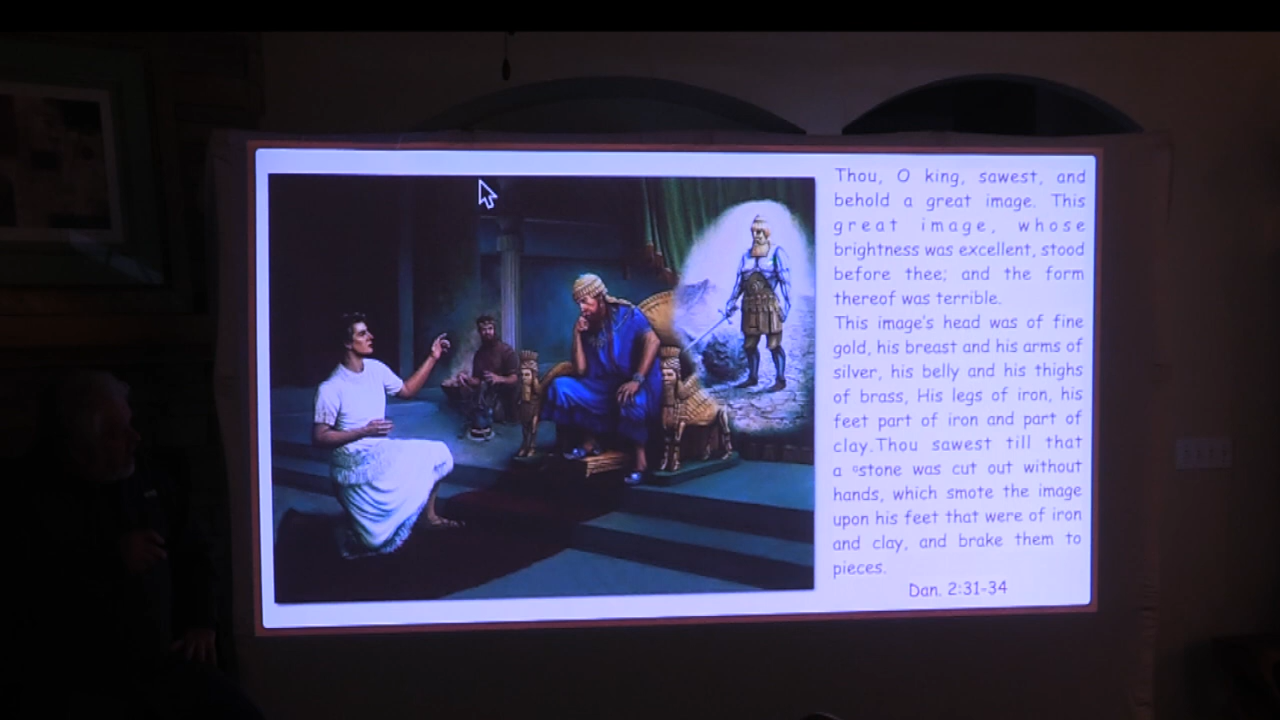 Thou, O king, sawest, and
behold a great image. This
great image, whose
brightness was excellent, stood
before thee; and the form
thereof was terrible.
This image's head was of fine
gold, his breast and his arms of
silver, his belly and his thighs
of brass, His legs of iron, his
feet part of iron and part of
clay.Thou sawest till that
a ᵒstone was cut out without
hands, which smote the image
upon his feet that were of iron
and clay, and brake them to
pieces.
Dan. 2:31-34